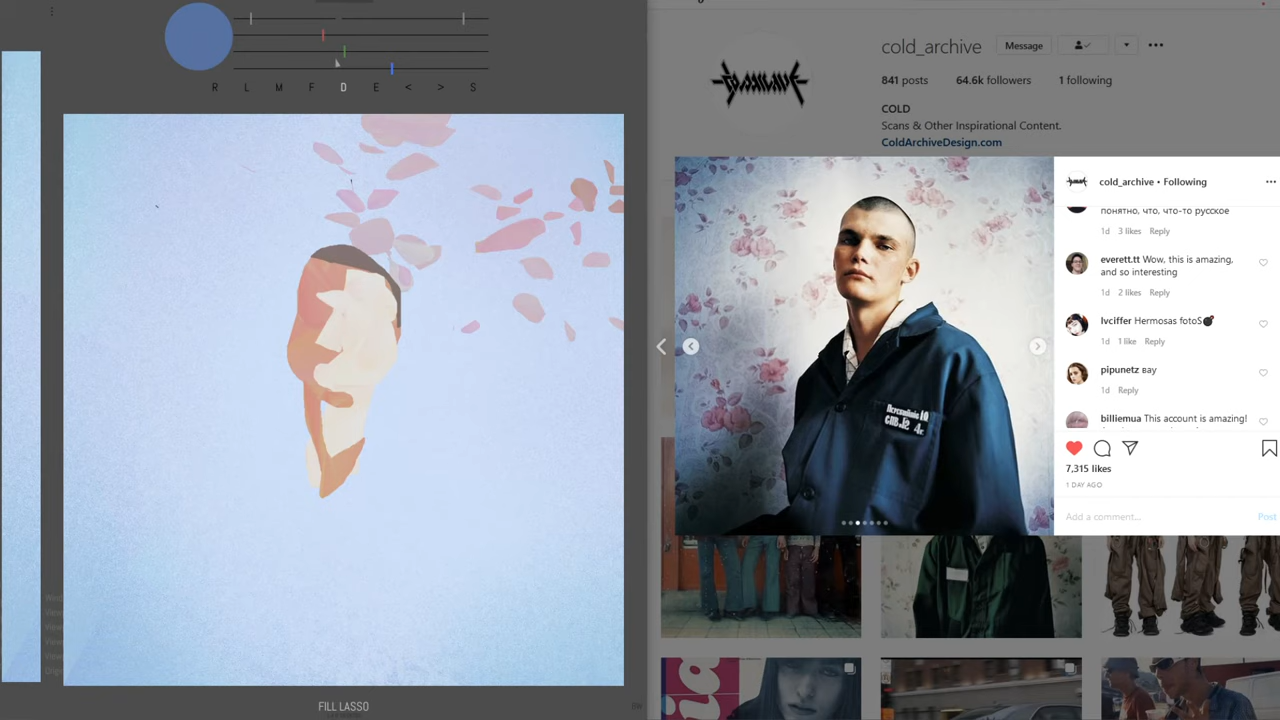 R L M F D E < > S
FILL LASSO
cold_archive
Message
841 posts 64.6k followers 1 following
COLD
Scans & Other Inspirational Content.
ColdArchiveDesign.com
cold_archive • Following
понятно, что, что-то русское
1d 3 likes Reply
everett.tt Wow, this is amazing,
and so interesting
1d 2 likes Reply
lvciffer Hermosas fotoS💣
1d 1 like Reply
pipunetz вау
1d Reply
billiemua This account is amazing!
7,315 likes
1 DAY AGO
Add a comment... Post